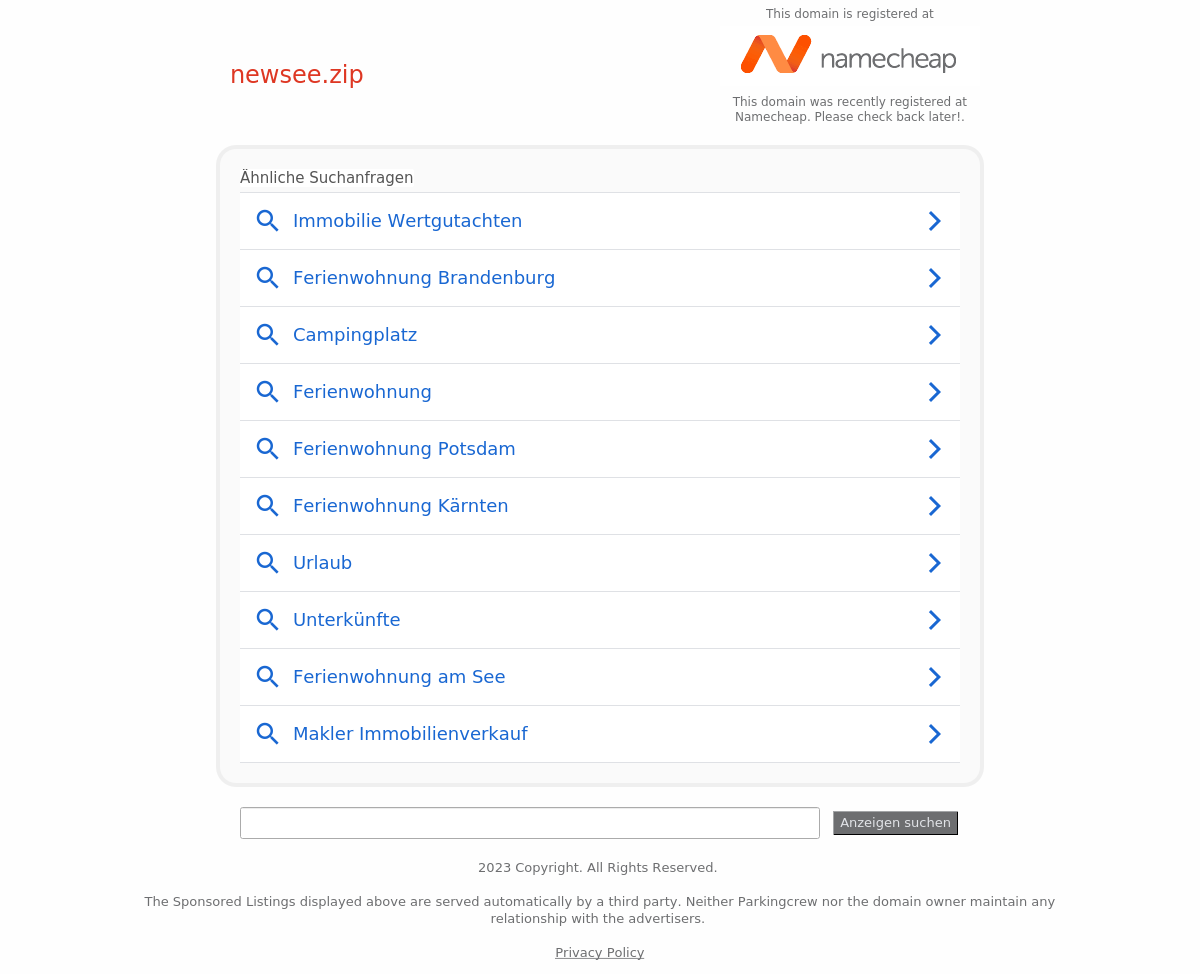 This domain is registered at
namecheap
newsee.zip
This domain was recently registered at
Namecheap. Please check back later!.
Ähnliche Suchanfragen
Immobilie Wertgutachten
Ferienwohnung Brandenburg
Campingplatz
Ferienwohnung
Ferienwohnung Potsdam
Ferienwohnung Kärnten
Urlaub
Unterkünfte
Ferienwohnung am See
Makler Immobilienverkauf
Anzeigen suchen
2023 Copyright. All Rights Reserved.
The Sponsored Listings displayed above are served automatically by a third party. Neither Parkingcrew nor the domain owner maintain any
relationship with the advertisers.
Privacy Policy